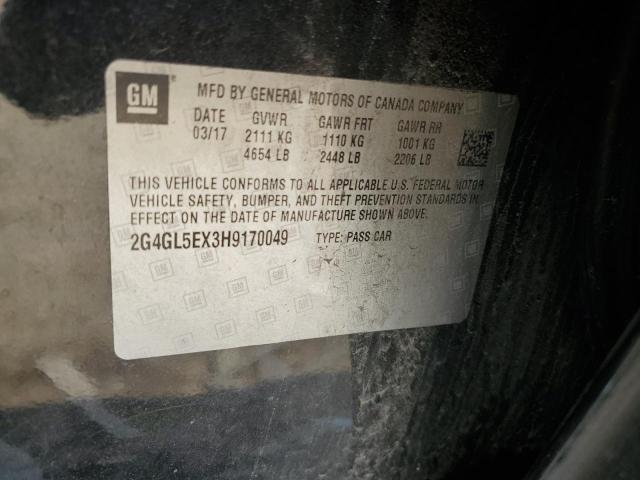 GM
MFD BY GENERAL MOTORS OF CANADA COMPANY
DATE GVWR GAWR FRT GAWR RR
03/17 2111 KG 1110 KG 1001 KG
4654 LB 2448 LB 2206 LB
THIS VEHICLE CONFORMS TO ALL APPLICABLE U.S. FEDERAL MOTOR
VEHICLE SAFETY, BUMPER, AND THEFT PREVENTION STANDARDS IN
EFFECT ON THE DATE OF MANUFACTURE SHOWN ABOVE.
2G4GL5EX3H9170049 TYPE: PASS CAR